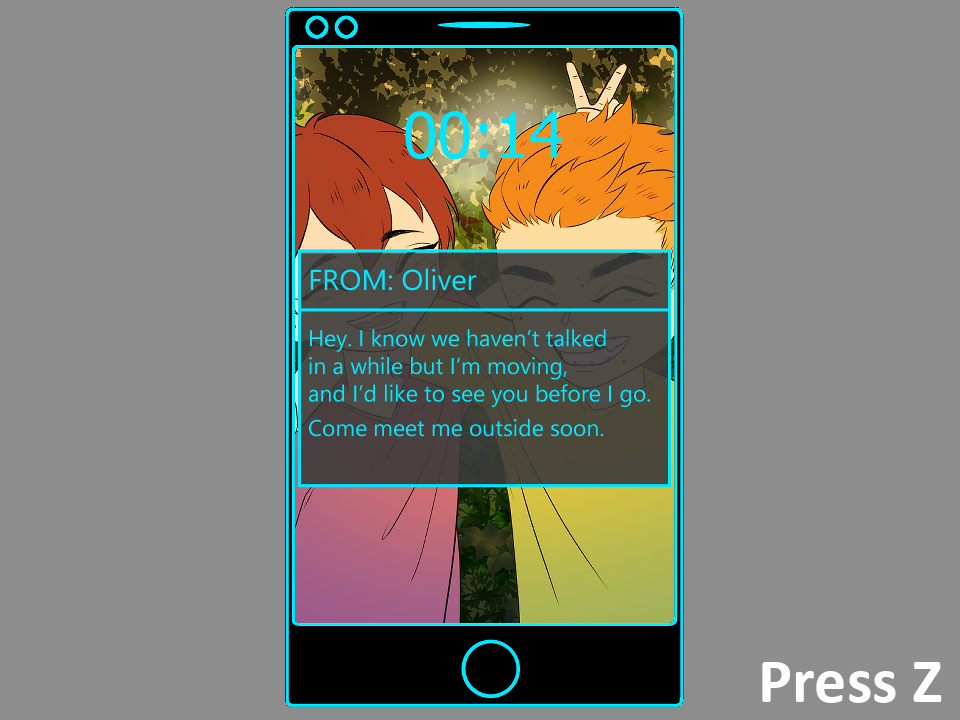 00:14
FROM: Oliver
Hey. I know we haven’t talked
in a while but I’m moving,
and I’d like to see you before I go.
Come meet me outside soon.
Press Z